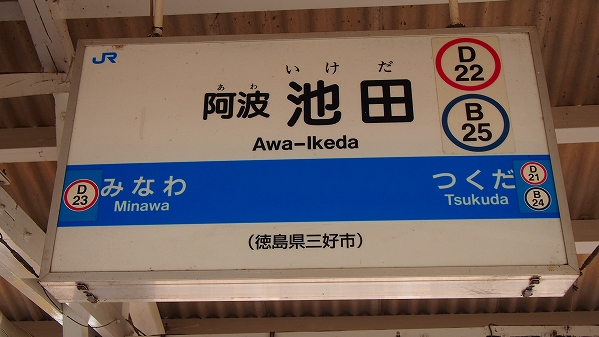 JR
あわ いけだ
阿波 池田
Awa-Ikeda
D
22
B
25
D
23
みなわ
Minawa
つくだ
Tsukuda
D
21
B
24
(徳島県三好市)